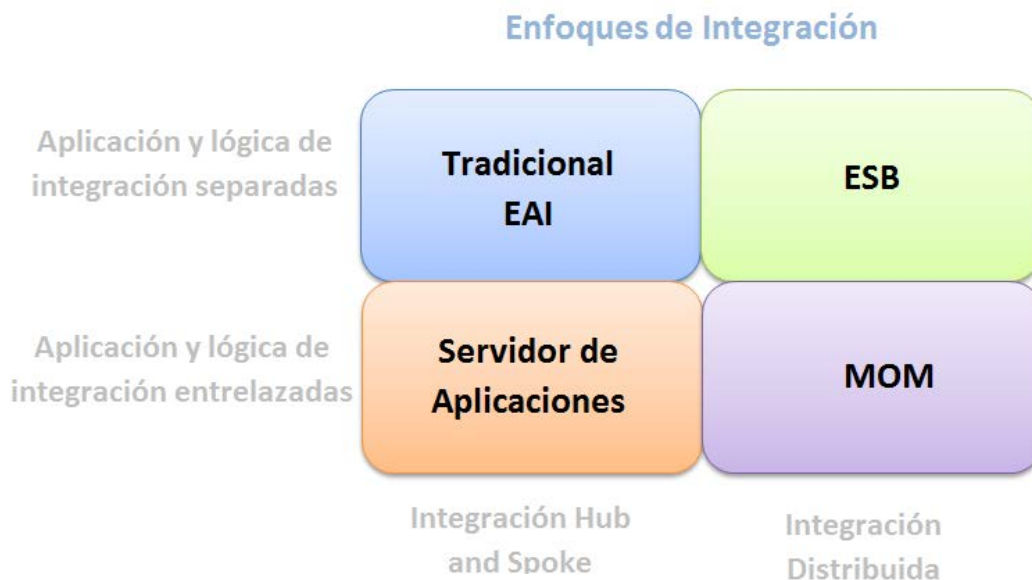 Enfoques de Integración
Aplicación y lógica de
integración separadas
Tradicional
EAI
ESB
Aplicación y lógica de
integración entrelazadas
Servidor de
Aplicaciones
MOM
Integración Hub
and Spoke
Integración
Distribuida